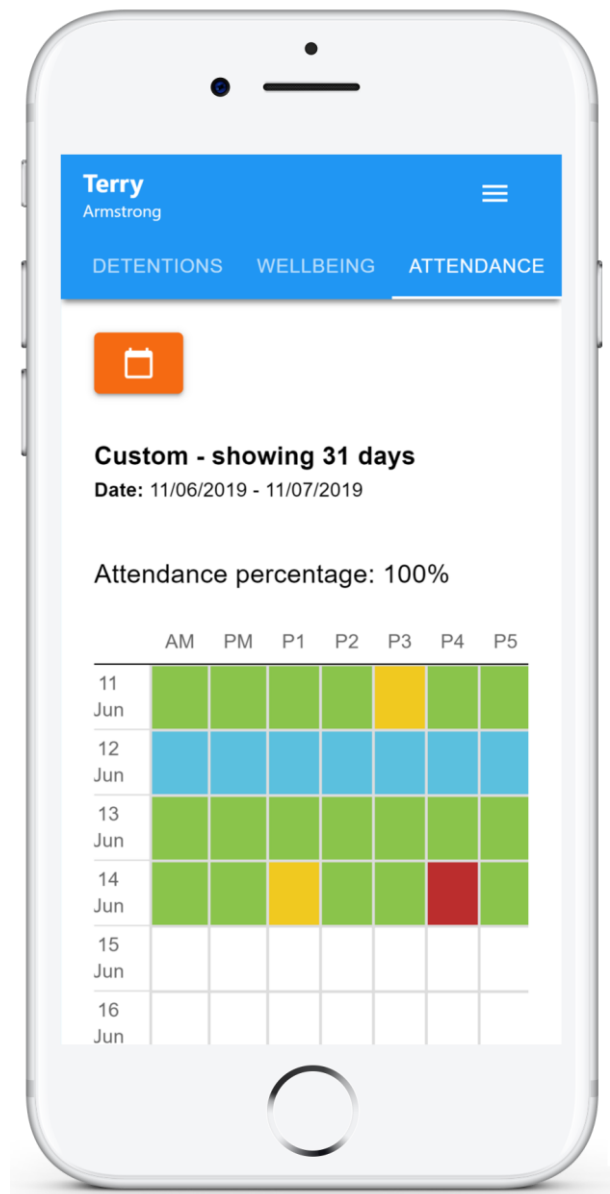 Terry
Armstrong
DETENTIONS WELLBEING ATTENDANCE
Custom - showing 31 days
Date: 11/06/2019 - 11/07/2019
Attendance percentage: 100%
AM PM P1 P2 P3 P4 P5
11
Jun
12
Jun
13
Jun
14
Jun
15
Jun
16
Jun